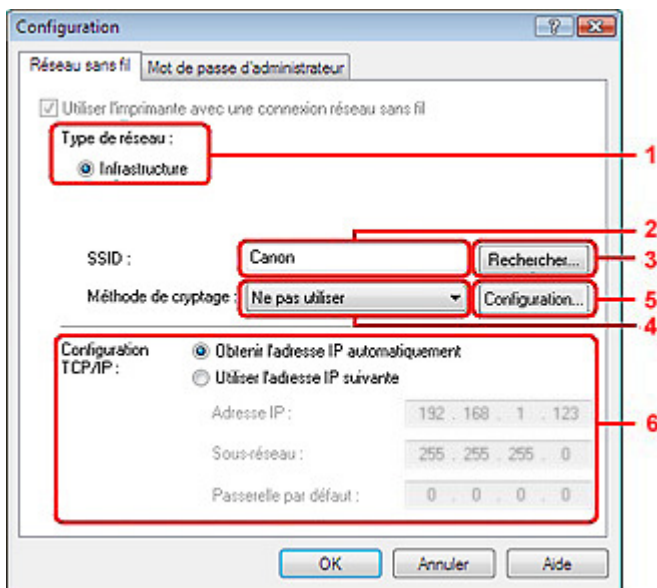 Configuration
Réseau sans fil
Mot de passe d'administrateur
Utiliser l'imprimante avec une connexion réseau sans fil
Type de réseau :
1
Infrastructure
2
SSID :
Canon
Rechercher...
3
Méthode de cryptage :
Ne pas utiliser
Configuration...
5
4
Configuration TCP/IP :
Obtenir l'adresse IP automatiquement
Utiliser l'adresse IP suivante
Adresse IP :
192 . 168 . 1 . 123
6
Sous-réseau :
255 . 255 . 255 . 0
Passerelle par défaut :
0 . 0 . 0 . 0
OK
Annuler
Aide